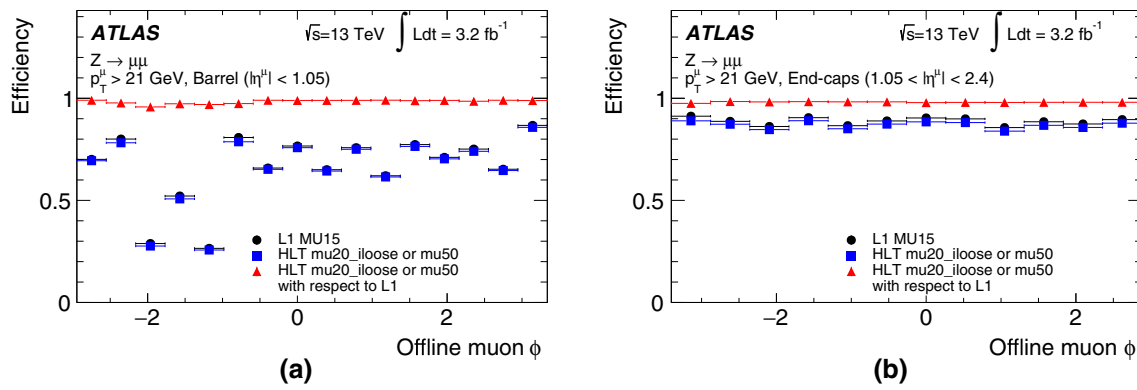 ATLAS
√s=13 TeV ∫ Ldt = 3.2 fb⁻¹
Z → μμ
p_T^μ > 21 GeV, Barrel (|η^μ| < 1.05)
Efficiency
1
0.5
0
L1 MU15
HLT mu20_iloose or mu50
HLT mu20_iloose or mu50
with respect to L1
−2
0
2
Offline muon ϕ
(a)
ATLAS
√s=13 TeV ∫ Ldt = 3.2 fb⁻¹
Z → μμ
p_T^μ > 21 GeV, End-caps (1.05 < |η^μ| < 2.4)
Efficiency
1
0.5
0
L1 MU15
HLT mu20_iloose or mu50
HLT mu20_iloose or mu50
with respect to L1
−2
0
2
Offline muon ϕ
(b)